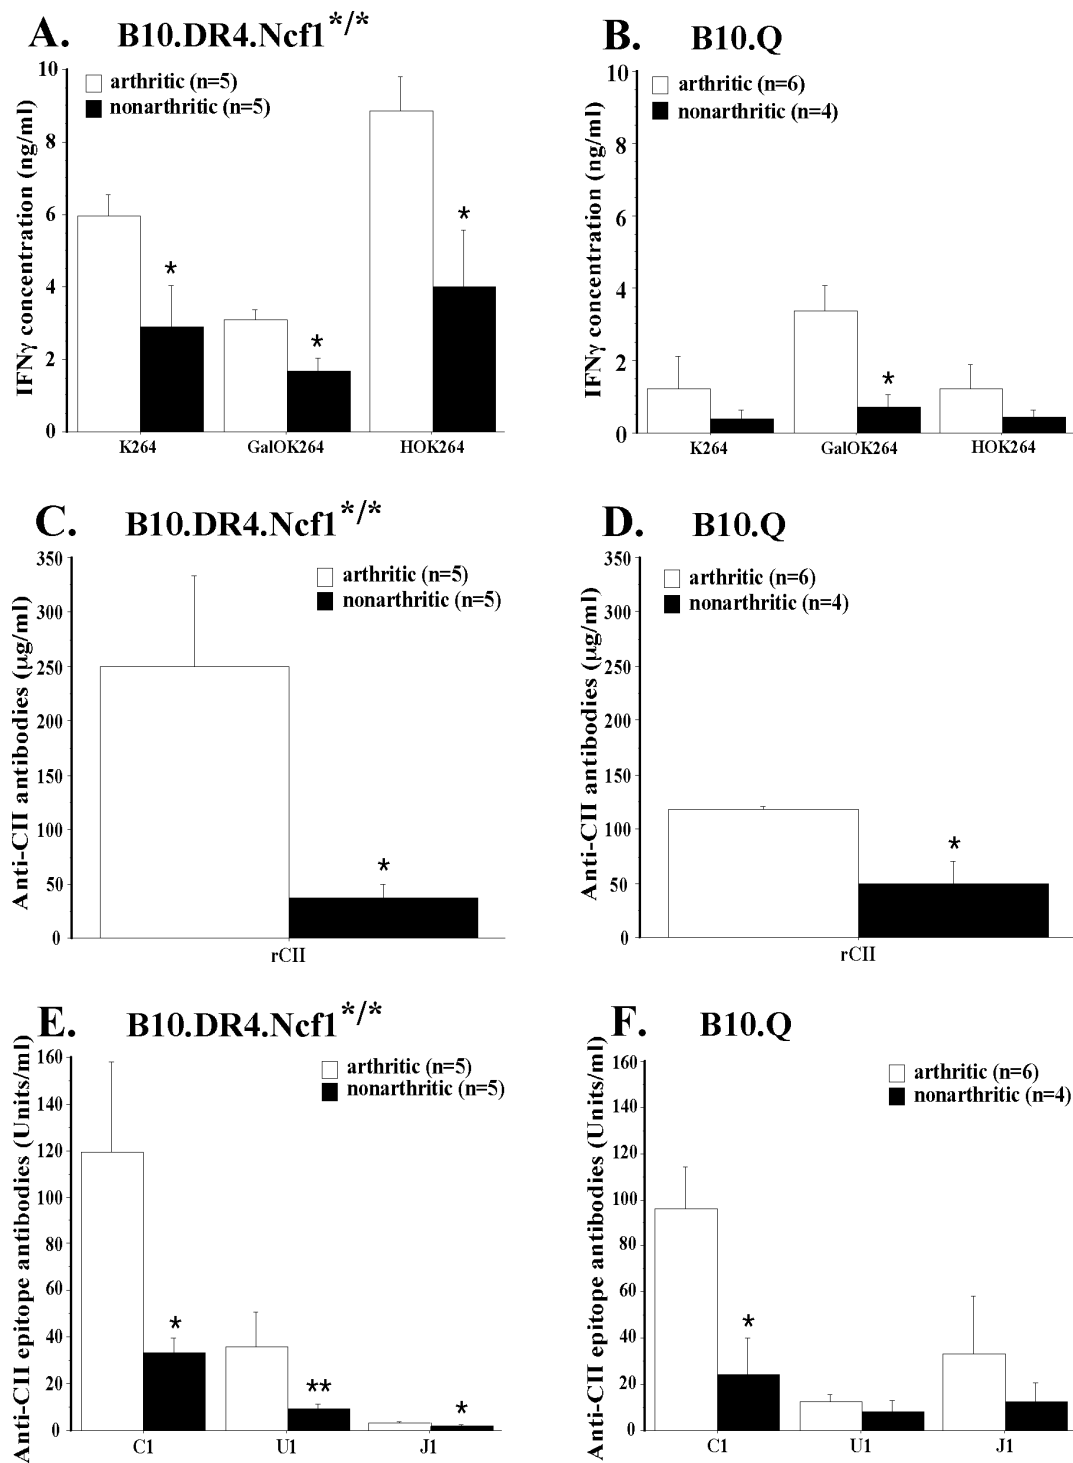 A. B10.DR4.Ncf1*/*
IFNγ concentration (ng/ml)
10
8
6
4
2
0
arthritic (n=5)
nonarthritic (n=5)
*
*
*
K264 GalOK264 HOK264
B. B10.Q
IFNγ concentration (ng/ml)
10
8
6
4
2
0
arthritic (n=6)
nonarthritic (n=4)
*
K264 GalOK264 HOK264
C. B10.DR4.Ncf1*/*
Anti-CII antibodies (µg/ml)
350
300
250
200
150
100
50
0
arthritic (n=5)
nonarthritic (n=5)
*
rCII
D. B10.Q
Anti-CII antibodies (µg/ml)
350
300
250
200
150
100
50
0
arthritic (n=6)
nonarthritic (n=4)
*
rCII
E. B10.DR4.Ncf1*/*
Anti-CII epitope antibodies (Units/ml)
160
140
120
100
80
60
40
20
0
arthritic (n=5)
nonarthritic (n=5)
*
**
*
C1 U1 J1
F. B10.Q
Anti-CII epitope antibodies (Units/ml)
160
140
120
100
80
60
40
20
0
arthritic (n=6)
nonarthritic (n=4)
*
C1 U1 J1